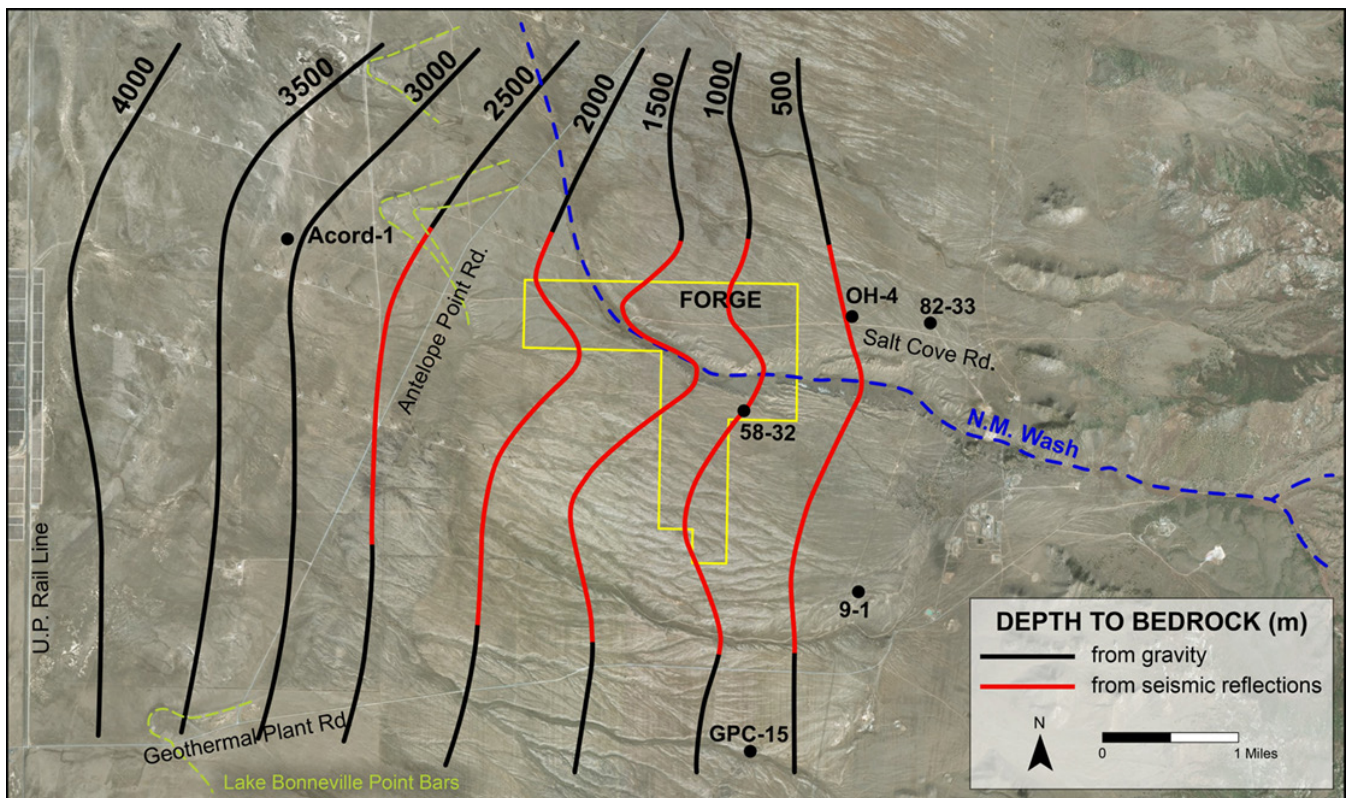 4000
3500
3000
2500
2000
1500
1000
500
Acord-1
Antelope Point Rd.
FORGE
OH-4
82-33
Salt Cove Rd.
58-32
N.M. Wash
U.P. Rail Line
9-1
GPC-15
Geothermal Plant Rd.
Lake Bonneville Point Bars
DEPTH TO BEDROCK (m)
from gravity
from seismic reflections
N
0 1 Miles